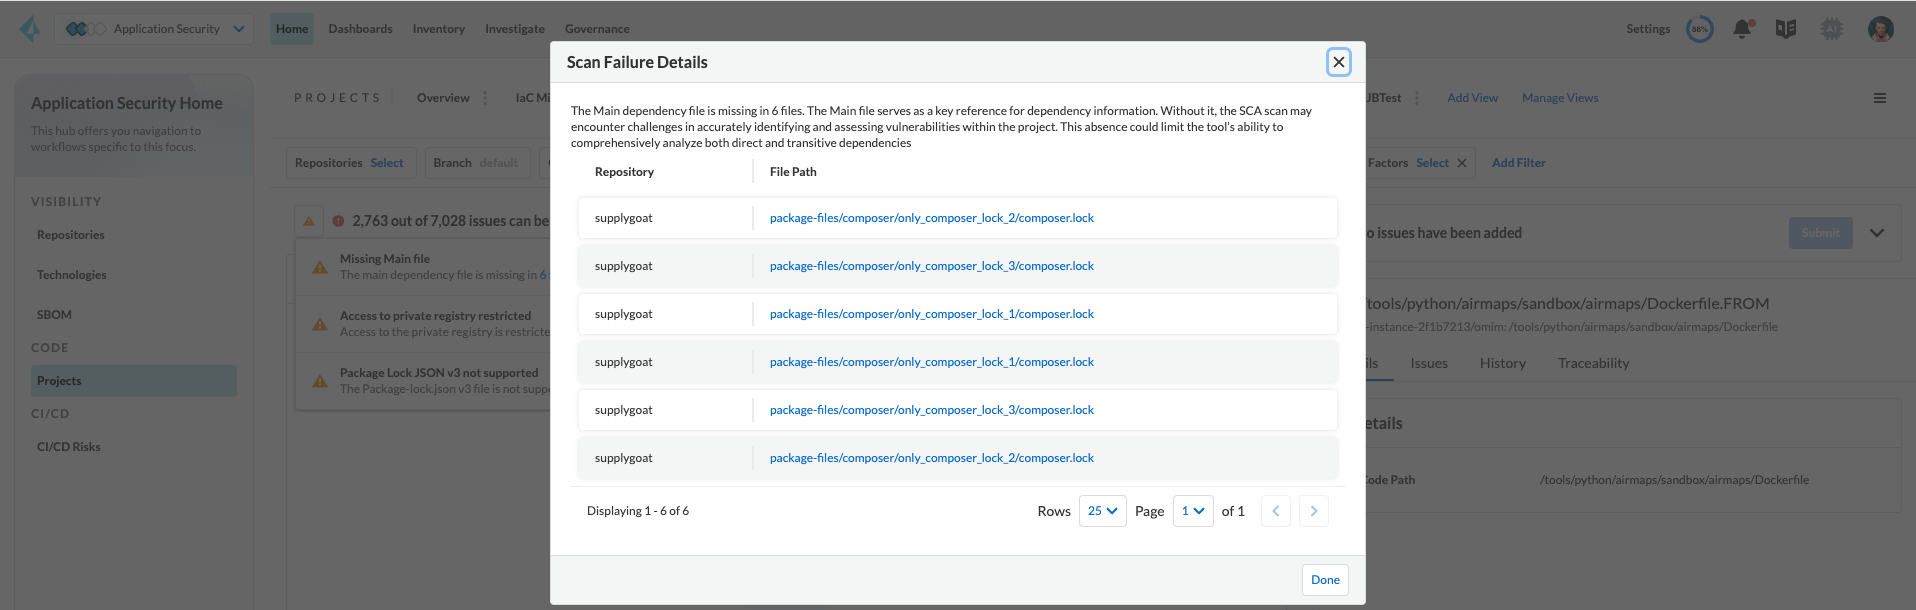 Application Security
Home
Dashboards
Inventory
Investigate
Governance
Settings
88%
AI
Application Security Home
This hub offers you navigation to
workflows specific to this focus.
VISIBILITY
Repositories
Technologies
SBOM
CODE
Projects
CI/CD
CI/CD Risks
PROJECTS
Overview
IaC Mi
JBTest
Add View
Manage Views
Repositories Select
Branch default
Factors Select
Add Filter
2,763 out of 7,028 issues can be
Missing Main file
The main dependency file is missing in 6
Access to private registry restricted
Access to the private registry is restricte
Package Lock JSON v3 not supported
The Package-lock.json v3 file is not supp
Scan Failure Details
The Main dependency file is missing in 6 files. The Main file serves as a key reference for dependency information. Without it, the SCA scan may
encounter challenges in accurately identifying and assessing vulnerabilities within the project. This absence could limit the tool's ability to
comprehensively analyze both direct and transitive dependencies
Repository File Path
supplygoat package-files/composer/only_composer_lock_2/composer.lock
supplygoat package-files/composer/only_composer_lock_3/composer.lock
supplygoat package-files/composer/only_composer_lock_1/composer.lock
supplygoat package-files/composer/only_composer_lock_1/composer.lock
supplygoat package-files/composer/only_composer_lock_3/composer.lock
supplygoat package-files/composer/only_composer_lock_2/composer.lock
Displaying 1 - 6 of 6
Rows 25 Page 1 of 1
Done
o issues have been added
Submit
/tools/python/airmaps/sandbox/airmaps/Dockerfile.FROM
-instance-2f1b7213/omim: /tools/python/airmaps/sandbox/airmaps/Dockerfile
ils
Issues
History
Traceability
etails
Code Path
/tools/python/airmaps/sandbox/airmaps/Dockerfile